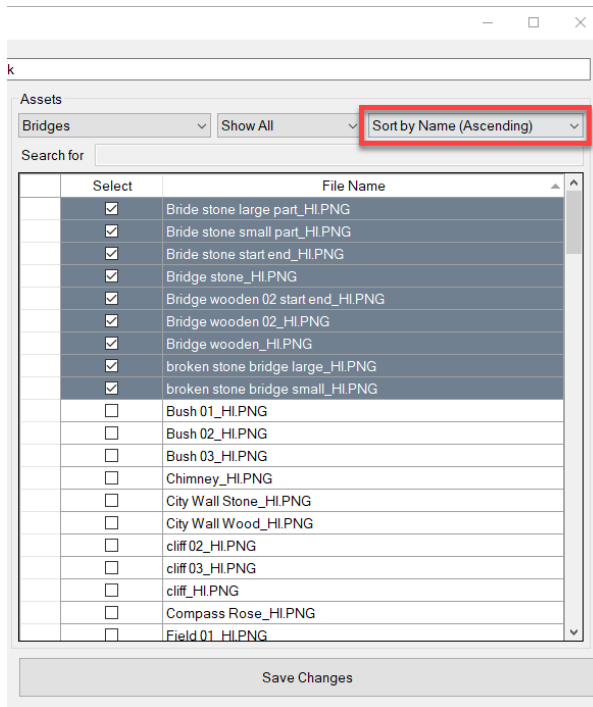 k
Assets
Bridges Show All Sort by Name (Ascending)
Search for
Select File Name
Bride stone large part_HI.PNG
Bride stone small part_HI.PNG
Bride stone start end_HI.PNG
Bridge stone_HI.PNG
Bridge wooden 02 start end_HI.PNG
Bridge wooden 02_HI.PNG
Bridge wooden_HI.PNG
broken stone bridge large_HI.PNG
broken stone bridge small_HI.PNG
Bush 01_HI.PNG
Bush 02_HI.PNG
Bush 03_HI.PNG
Chimney_HI.PNG
City Wall Stone_HI.PNG
City Wall Wood_HI.PNG
cliff 02_HI.PNG
cliff 03_HI.PNG
cliff_HI.PNG
Compass Rose_HI.PNG
Field 01_HI.PNG
Save Changes